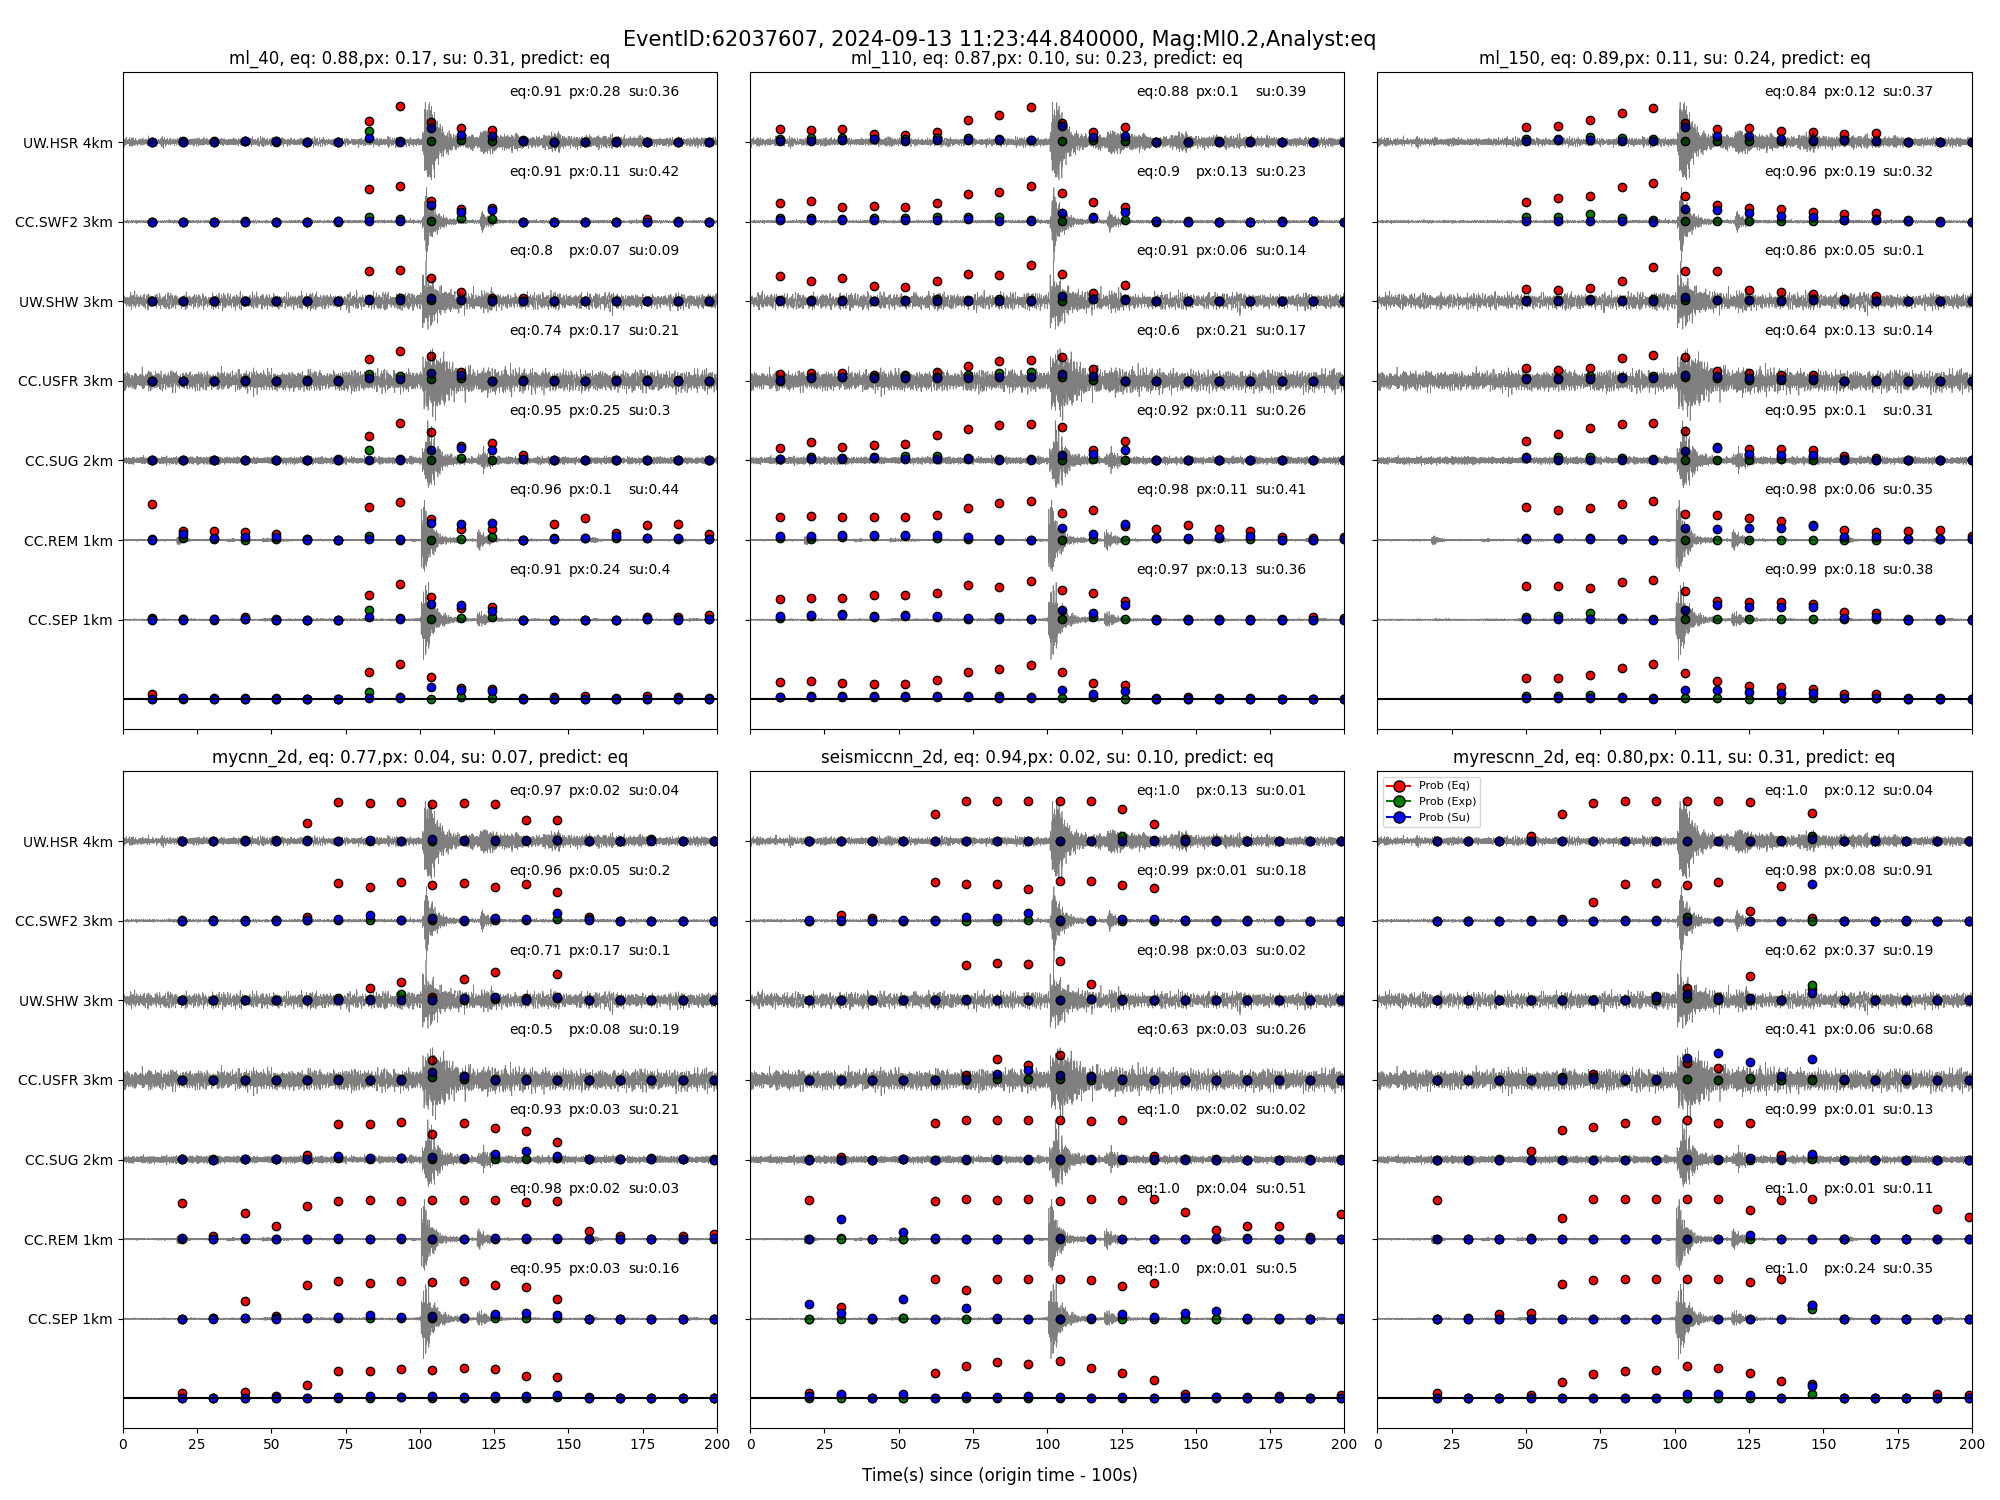 EventID:62037607, 2024-09-13 11:23:44.840000, Mag:Ml0.2,Analyst:eq
ml_40, eq: 0.88,px: 0.17, su: 0.31, predict: eq
eq:0.91 px:0.28 su:0.36
UW.HSR 4km
eq:0.91 px:0.11 su:0.42
CC.SWF2 3km
eq:0.8 px:0.07 su:0.09
UW.SHW 3km
eq:0.74 px:0.17 su:0.21
CC.USFR 3km
eq:0.95 px:0.25 su:0.3
CC.SUG 2km
eq:0.96 px:0.1 su:0.44
CC.REM 1km
eq:0.91 px:0.24 su:0.4
CC.SEP 1km
ml_110, eq: 0.87,px: 0.10, su: 0.23, predict: eq
eq:0.88 px:0.1 su:0.39
eq:0.9 px:0.13 su:0.23
eq:0.91 px:0.06 su:0.14
eq:0.6 px:0.21 su:0.17
eq:0.92 px:0.11 su:0.26
eq:0.98 px:0.11 su:0.41
eq:0.97 px:0.13 su:0.36
ml_150, eq: 0.89,px: 0.11, su: 0.24, predict: eq
eq:0.84 px:0.12 su:0.37
eq:0.96 px:0.19 su:0.32
eq:0.86 px:0.05 su:0.1
eq:0.64 px:0.13 su:0.14
eq:0.95 px:0.1 su:0.31
eq:0.98 px:0.06 su:0.35
eq:0.99 px:0.18 su:0.38
mycnn_2d, eq: 0.77,px: 0.04, su: 0.07, predict: eq
eq:0.97 px:0.02 su:0.04
UW.HSR 4km
eq:0.96 px:0.05 su:0.2
CC.SWF2 3km
eq:0.71 px:0.17 su:0.1
UW.SHW 3km
eq:0.5 px:0.08 su:0.19
CC.USFR 3km
eq:0.93 px:0.03 su:0.21
CC.SUG 2km
eq:0.98 px:0.02 su:0.03
CC.REM 1km
eq:0.95 px:0.03 su:0.16
CC.SEP 1km
0 25 50 75 100 125 150 175 200
seismiccnn_2d, eq: 0.94,px: 0.02, su: 0.10, predict: eq
eq:1.0 px:0.13 su:0.01
eq:0.99 px:0.01 su:0.18
eq:0.98 px:0.03 su:0.02
eq:0.63 px:0.03 su:0.26
eq:1.0 px:0.02 su:0.02
eq:1.0 px:0.04 su:0.51
eq:1.0 px:0.01 su:0.5
0 25 50 75 100 125 150 175 200
myrescnn_2d, eq: 0.80,px: 0.11, su: 0.31, predict: eq
Prob (Eq)
Prob (Exp)
Prob (Su)
eq:1.0 px:0.12 su:0.04
eq:0.98 px:0.08 su:0.91
eq:0.62 px:0.37 su:0.19
eq:0.41 px:0.06 su:0.68
eq:0.99 px:0.01 su:0.13
eq:1.0 px:0.01 su:0.11
eq:1.0 px:0.24 su:0.35
0 25 50 75 100 125 150 175 200
Time(s) since (origin time - 100s)